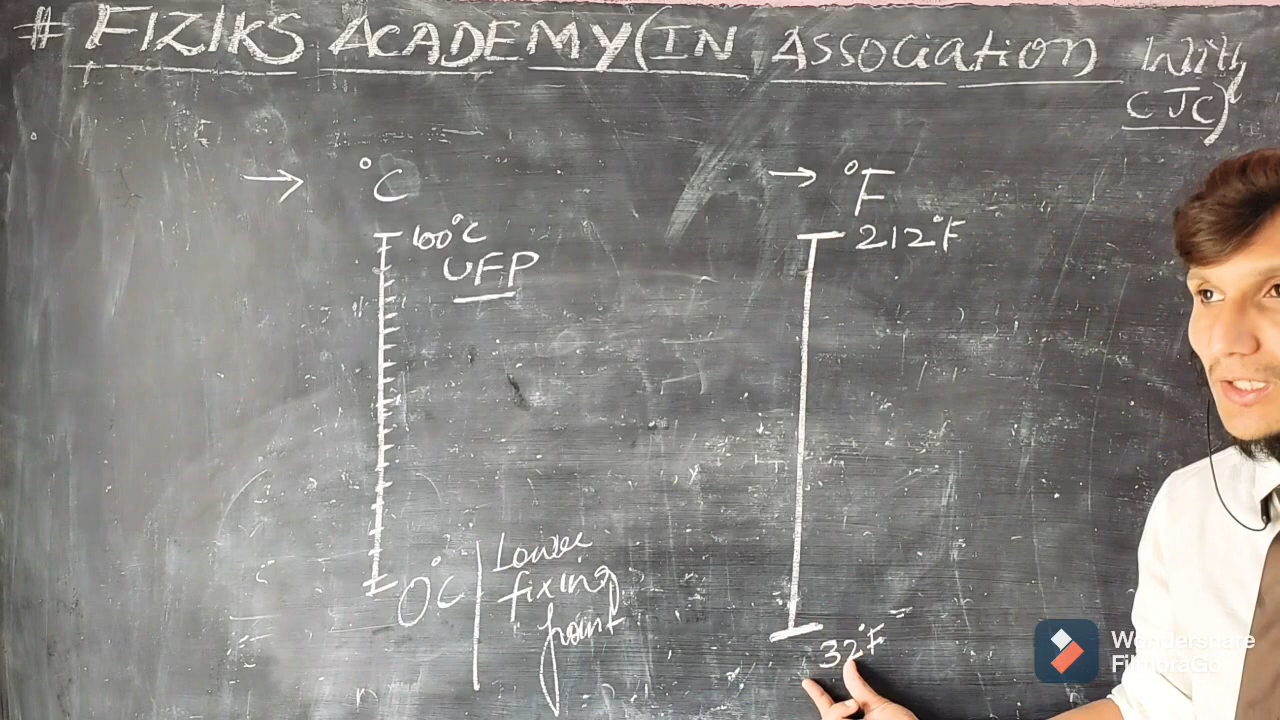 # FIZIKS ACADEMY (IN ASSOCIATION With
CJC)
→ °C
→ °F
100°C
UFP
212°F
0°C
Lower
fixing
point
32°F
Wondershare
FilmoraGo